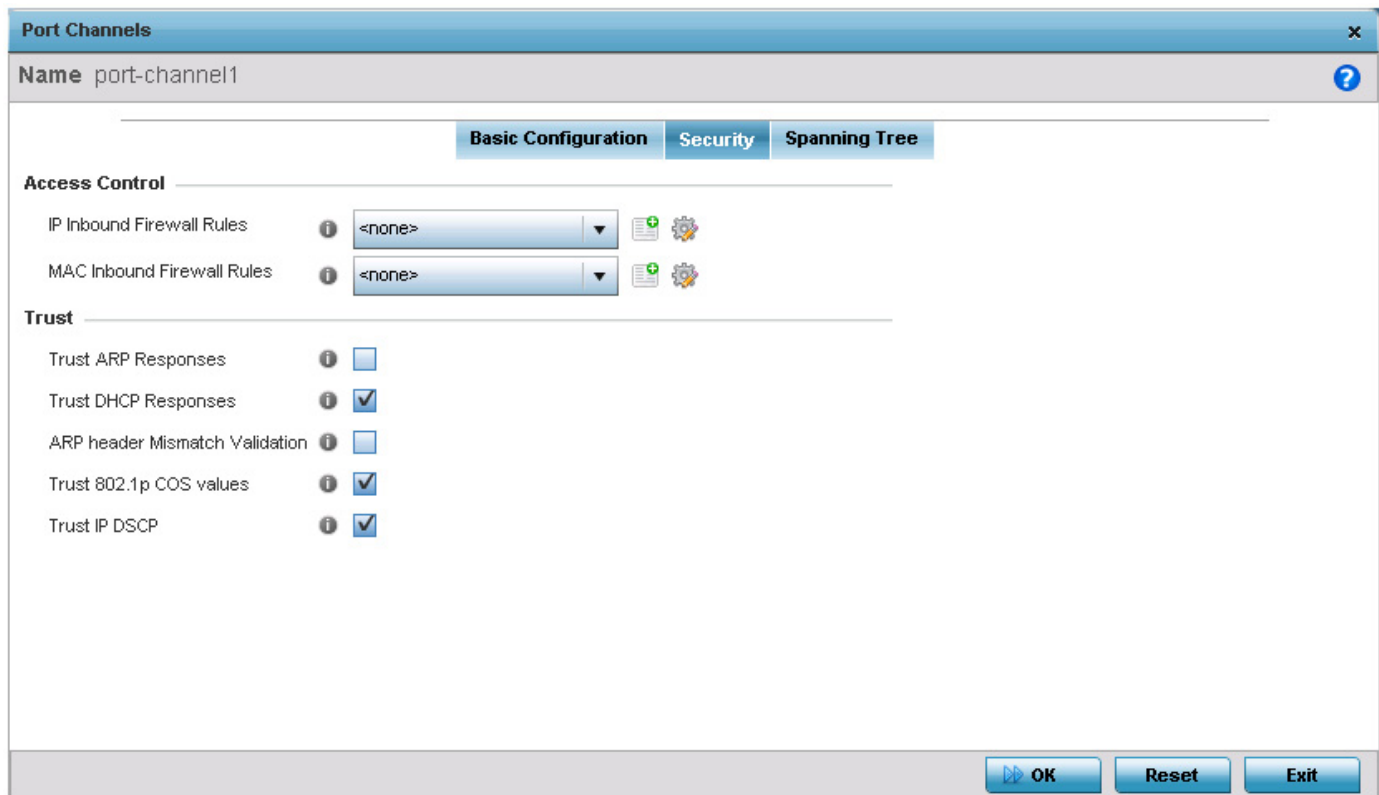 Port Channels
Name port-channel1
Basic Configuration Security Spanning Tree
Access Control
IP Inbound Firewall Rules <none>
MAC Inbound Firewall Rules <none>
Trust
Trust ARP Responses
Trust DHCP Responses
ARP header Mismatch Validation
Trust 802.1p COS values
Trust IP DSCP
OK Reset Exit